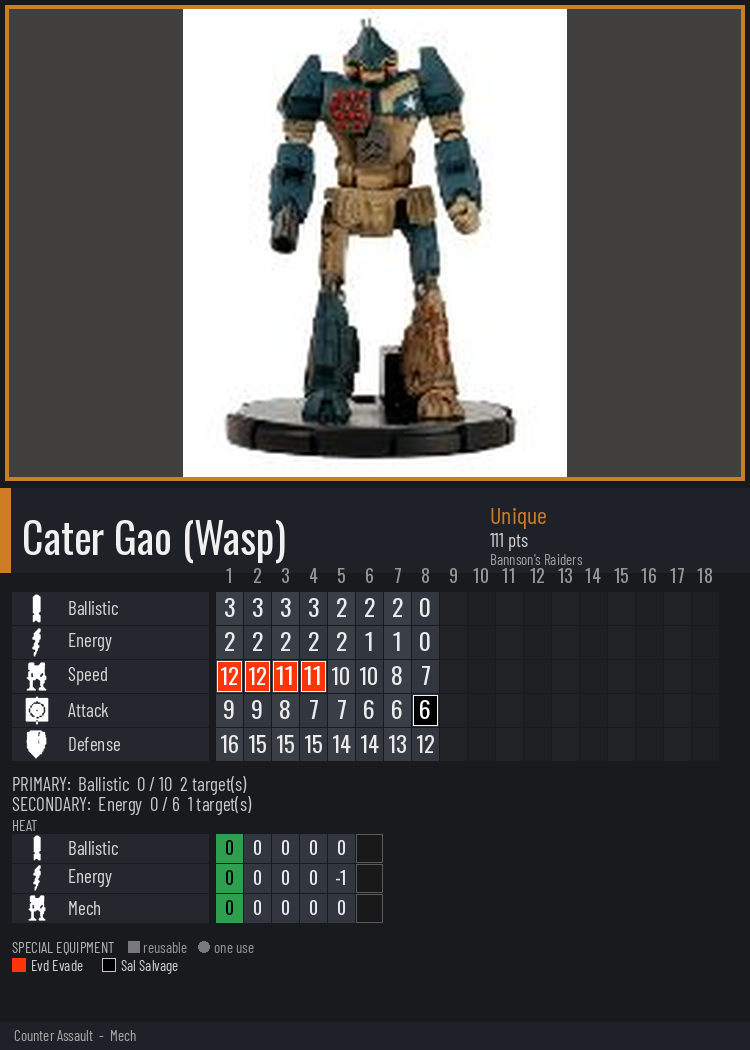 Cater Gao (Wasp)
Unique
111 pts
Bannson's Raiders
1 2 3 4 5 6 7 8 9 10 11 12 13 14 15 16 17 18
Ballistic 3 3 3 3 2 2 2 0
Energy 2 2 2 2 2 1 1 0
Speed 12 12 11 11 10 10 8 7
Attack 9 9 8 7 7 6 6 6
Defense 16 15 15 15 14 14 13 12
PRIMARY: Ballistic 0 / 10 2 target(s)
SECONDARY: Energy 0 / 6 1 target(s)
HEAT
Ballistic 0 0 0 0 0
Energy 0 0 0 0 -1
Mech 0 0 0 0 0
SPECIAL EQUIPMENT reusable one use
Evd Evade Sal Salvage
Counter Assault - Mech